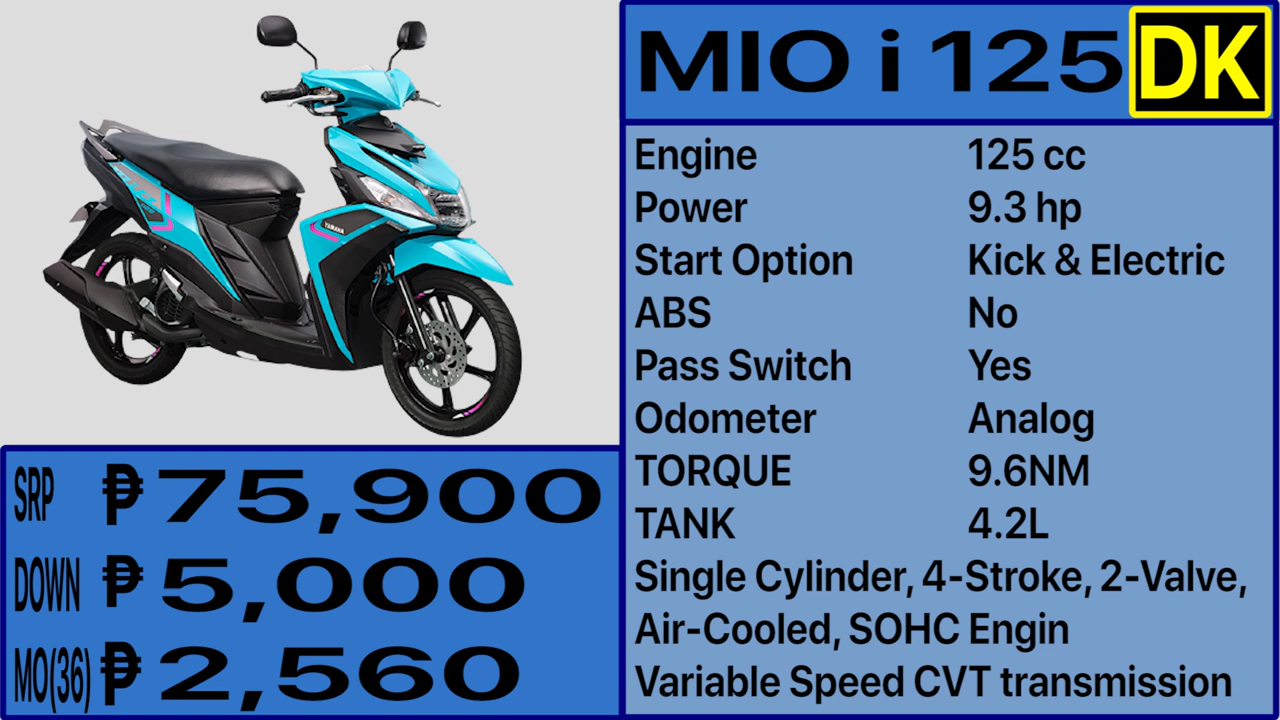 MIO i 125 DK
Engine 125 cc
Power 9.3 hp
Start Option Kick & Electric
ABS No
Pass Switch Yes
Odometer Analog
TORQUE 9.6NM
TANK 4.2L
Single Cylinder, 4-Stroke, 2-Valve,
Air-Cooled, SOHC Engin
Variable Speed CVT transmission
YAMAHA
SRP ₱75,900
DOWN ₱5,000
MO(36) ₱2,560